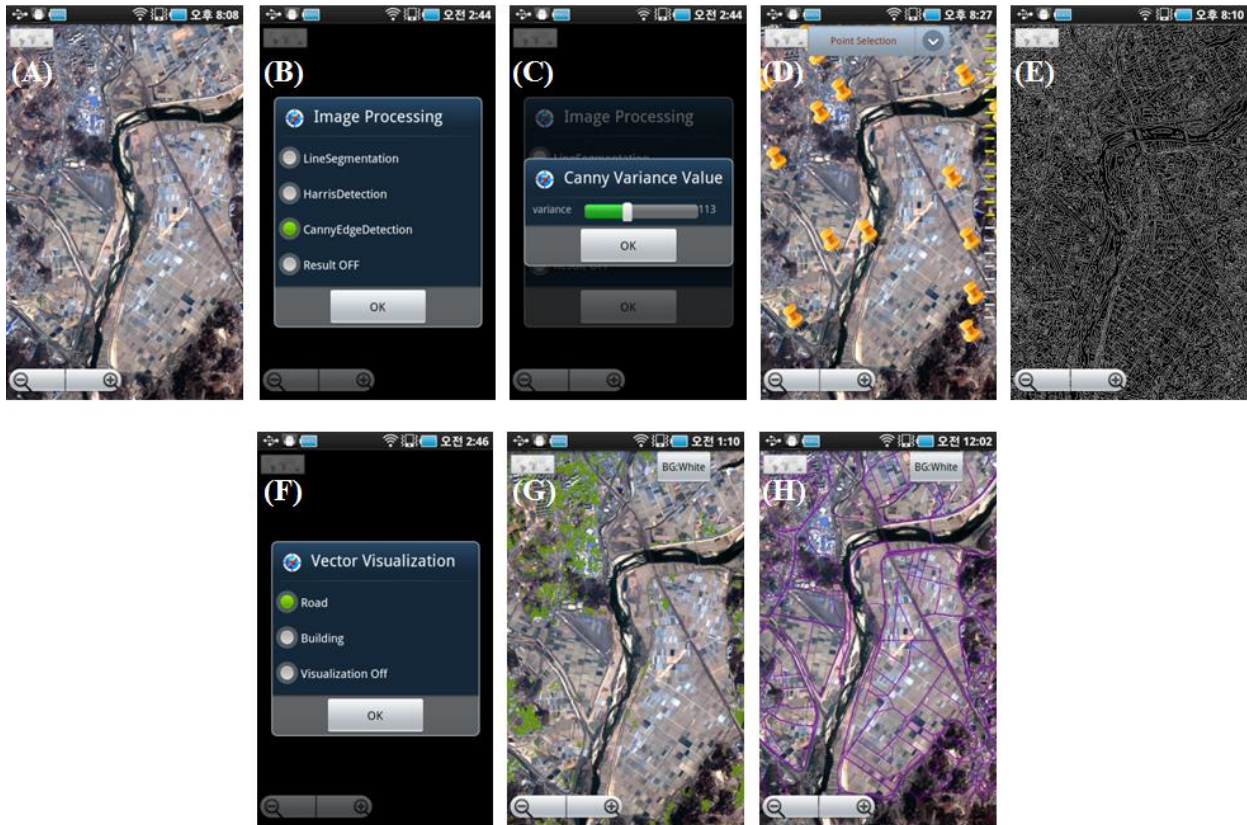 오후 8:08
(A)
오전 2:44
(B)
Image Processing
LineSegmentation
HarrisDetection
CannyEdgeDetection
Result OFF
OK
오전 2:44
(C)
Image Processing
LineSegmentation
Canny Variance Value
variance 113
OK
Result OFF
OK
오후 8:27
Point Selection
(D)
오후 8:10
(E)
오전 2:46
(F)
Vector Visualization
Road
Building
Visualization Off
OK
오전 1:10
BG:White
(G)
오전 12:02
BG:White
(H)